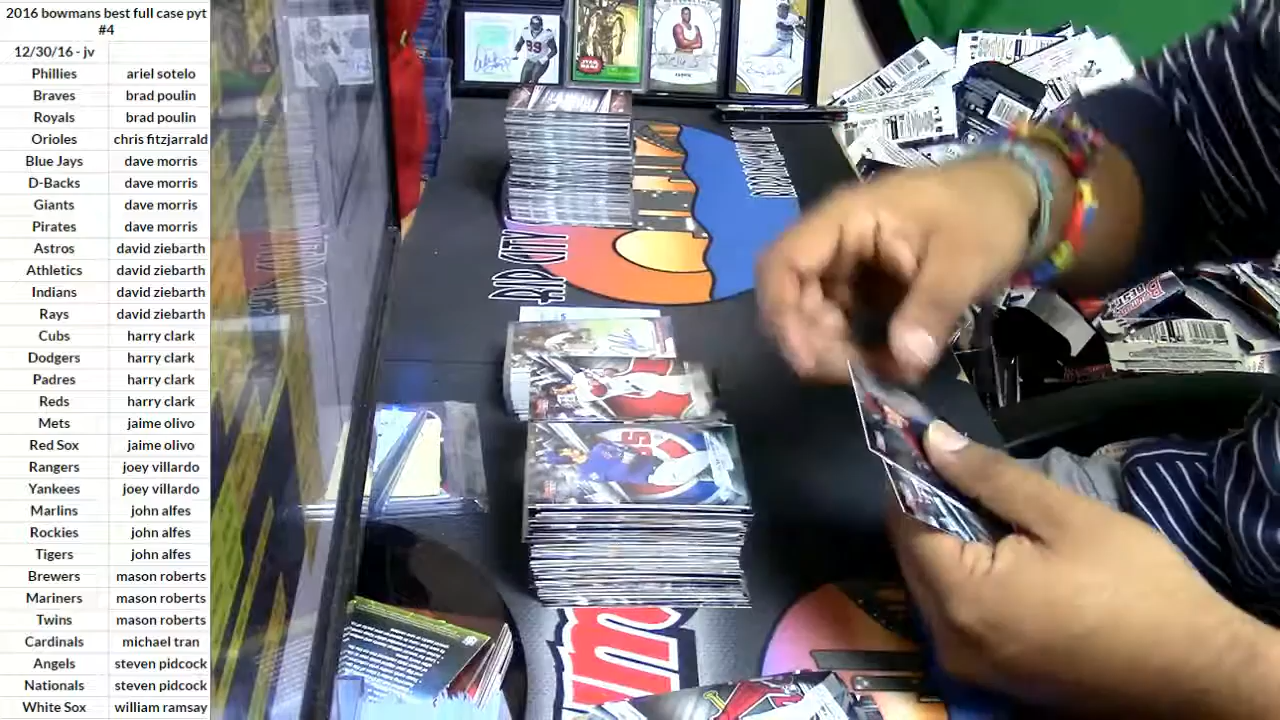 2016 bowmans best full case pyt
#4
12/30/16 - jv
Phillies ariel sotelo
Braves brad poulin
Royals brad poulin
Orioles chris fitzjarrald
Blue Jays dave morris
D-Backs dave morris
Giants dave morris
Pirates dave morris
Astros david ziebarth
Athletics david ziebarth
Indians david ziebarth
Rays david ziebarth
Cubs harry clark
Dodgers harry clark
Padres harry clark
Reds harry clark
Mets jaime olivo
Red Sox jaime olivo
Rangers joey villardo
Yankees joey villardo
Marlins john alfes
Rockies john alfes
Tigers john alfes
Brewers mason roberts
Mariners mason roberts
Twins mason roberts
Cardinals michael tran
Angels steven pidcock
Nationals steven pidcock
White Sox william ramsay
RIP CITY
99
STAR WARS